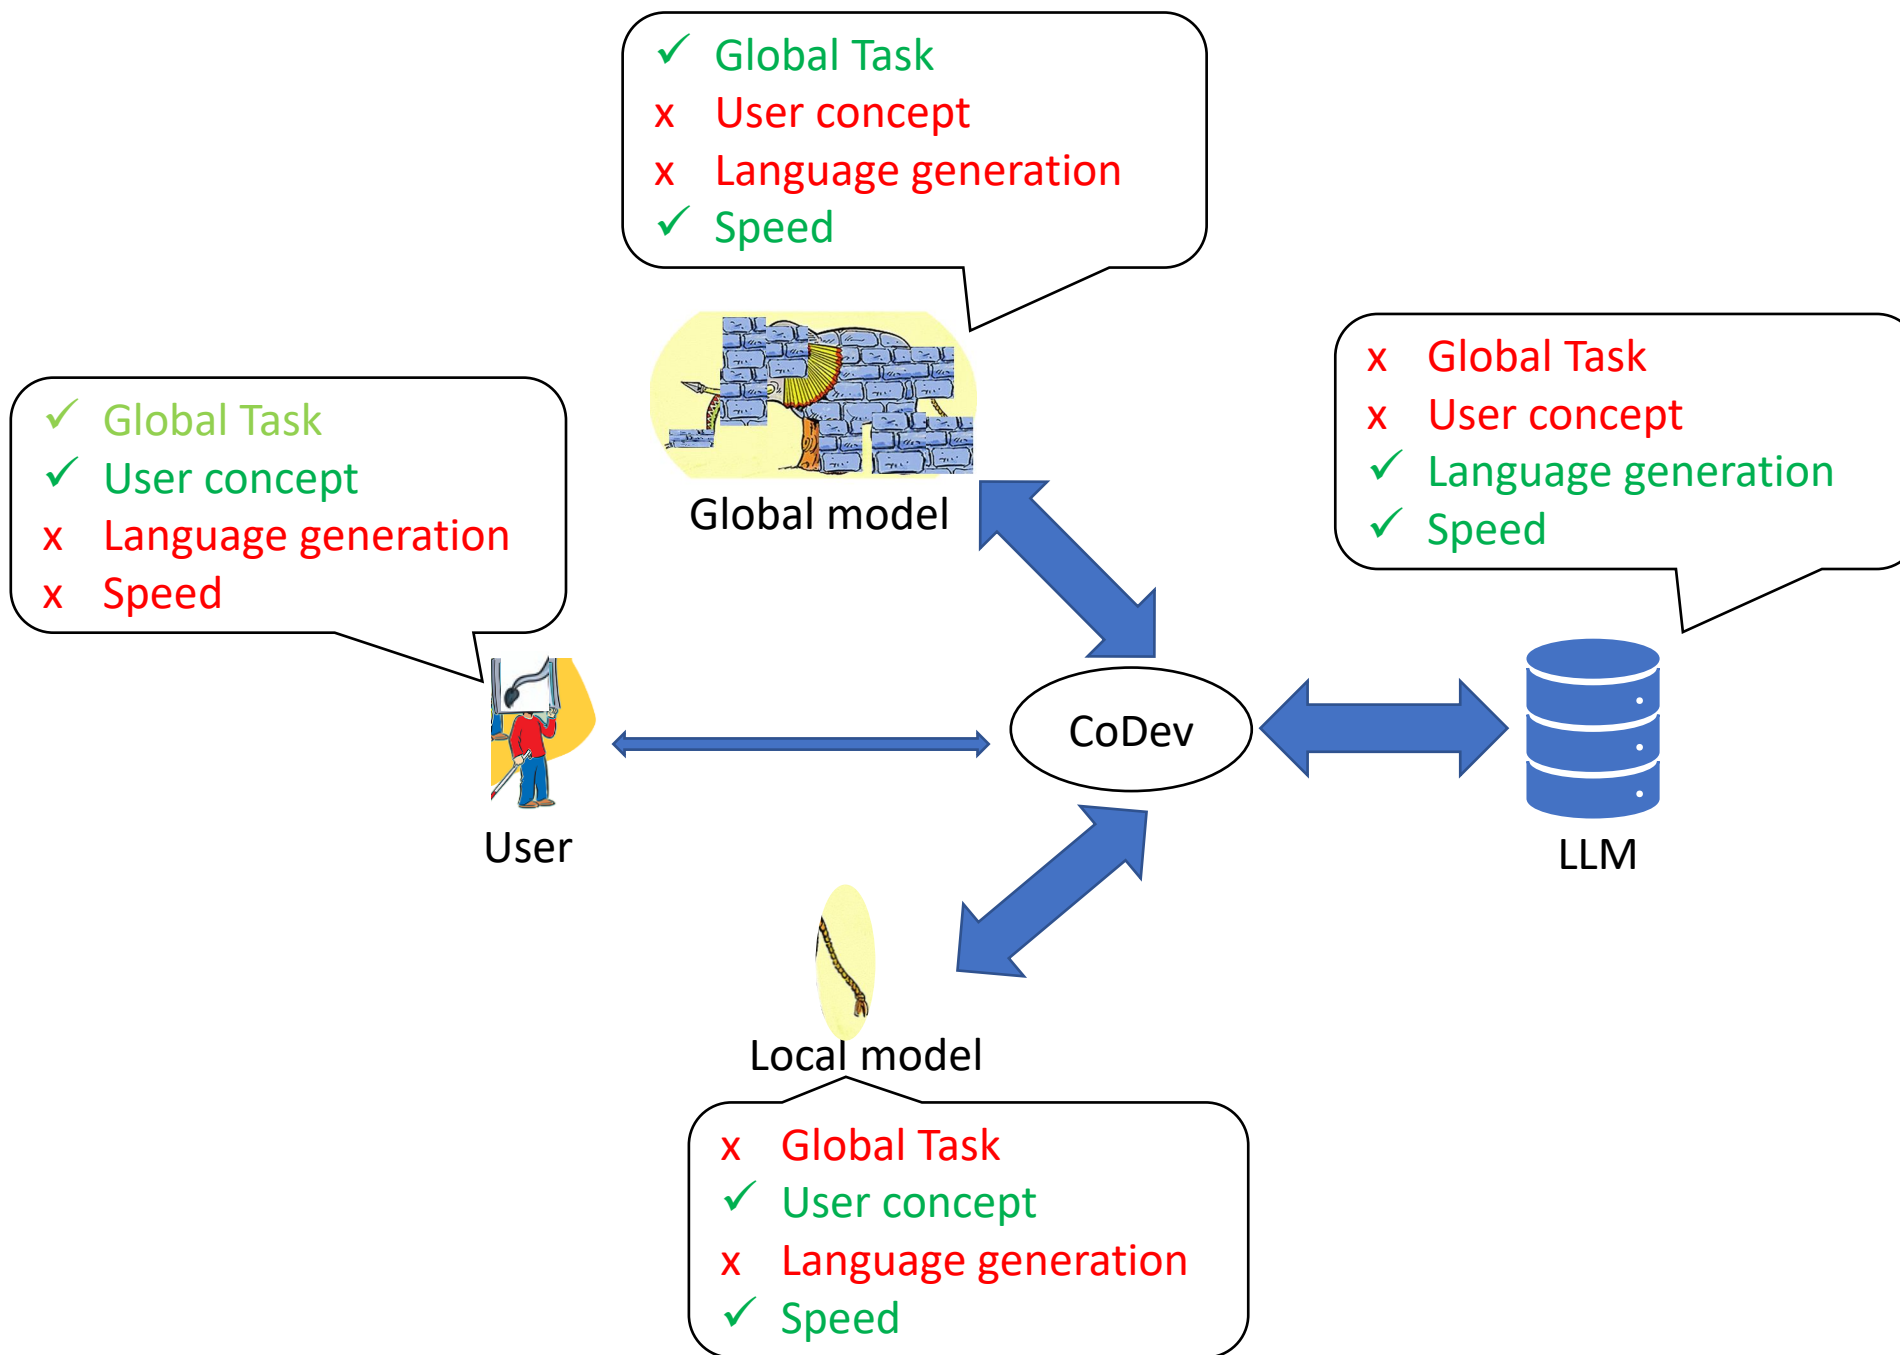 ✓ Global Task
x User concept
x Language generation
✓ Speed
Global model
x Global Task
x User concept
✓ Language generation
✓ Speed
LLM
✓ Global Task
✓ User concept
x Language generation
x Speed
User
CoDev
Local model
x Global Task
✓ User concept
x Language generation
✓ Speed